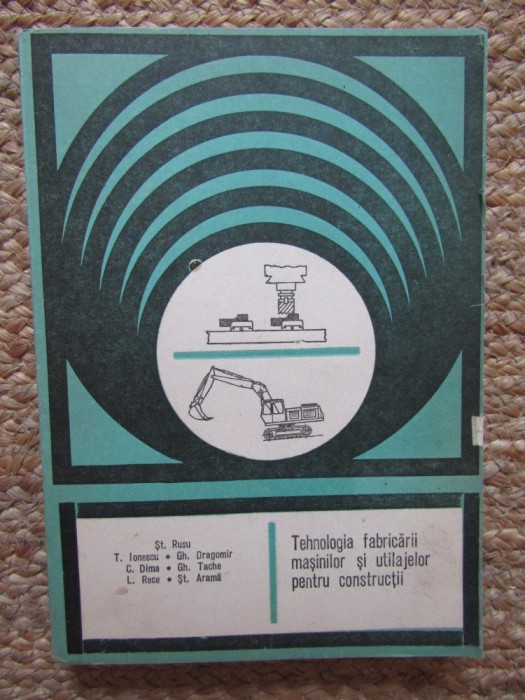 Șt. Rusu
T. Ionescu • Gh. Dragomir
C. Dima • Gh. Tache
L. Rece • Șt. Aramă
Tehnologia fabricării
mașinilor și utilajelor
pentru construcții